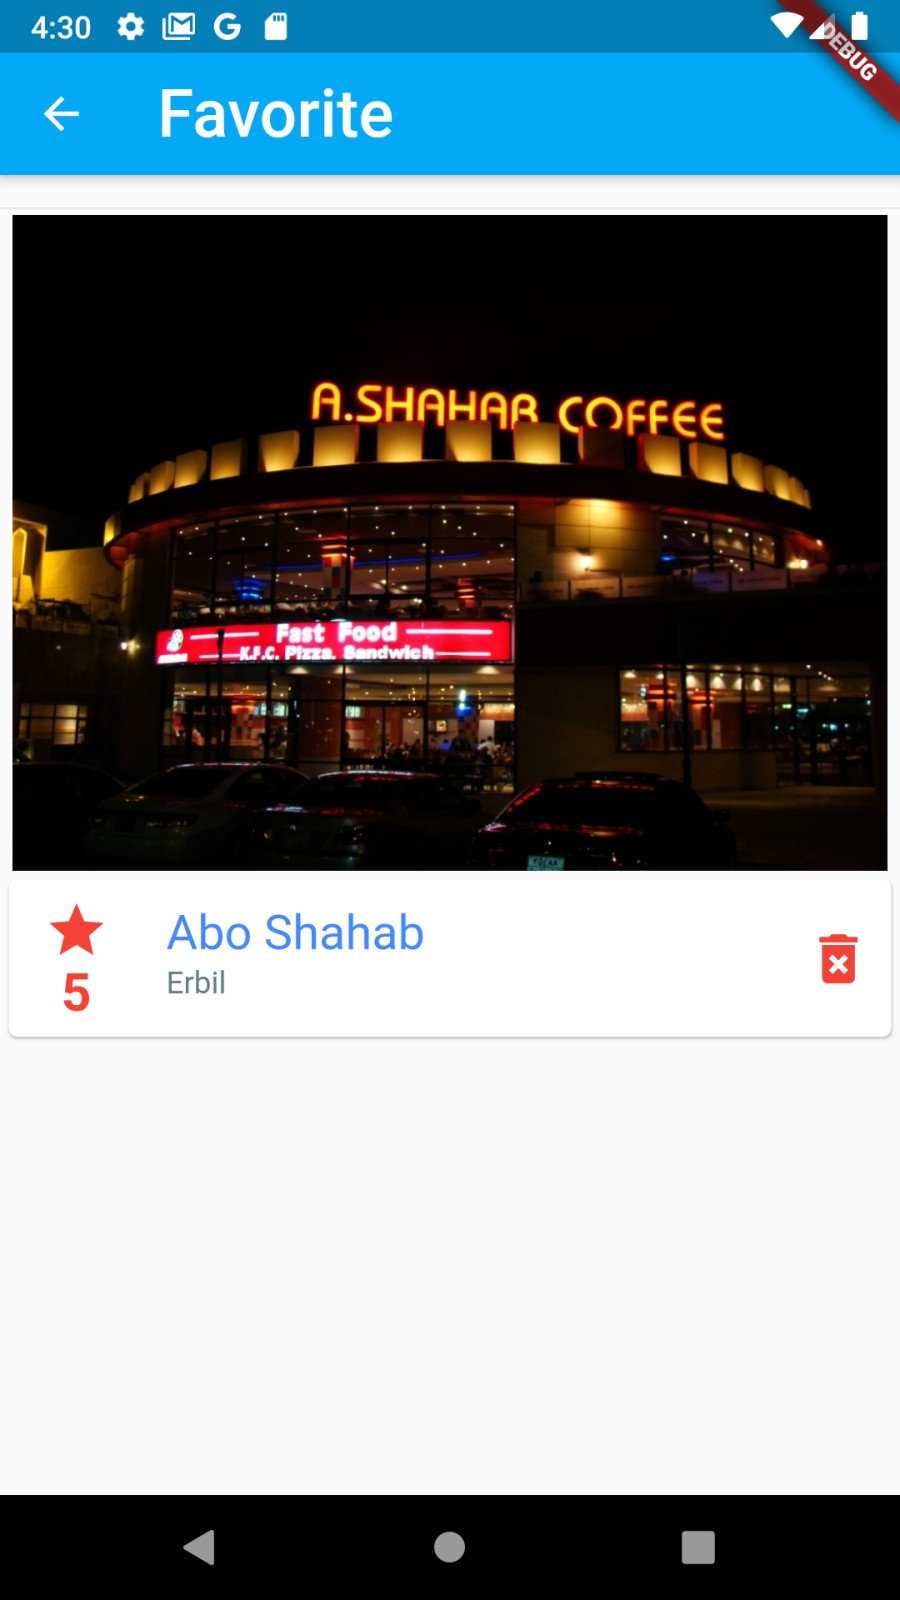 4:30
DEBUG
Favorite
A.SHAHAB COFFEE
Fast Food
K.F.C. Pizza. Sandwich
5
Abo Shahab
Erbil